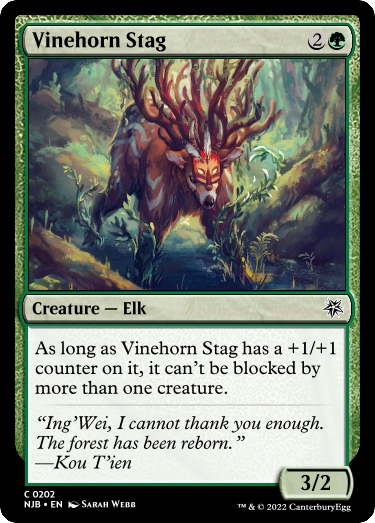 Vinehorn Stag 2
Creature — Elk
As long as Vinehorn Stag has a +1/+1
counter on it, it can't be blocked by
more than one creature.
“Ing'Wei, I cannot thank you enough.
The forest has been reborn.”
—Kou T'ien
3/2
C 0202
NJB • EN Sarah Webb
™ & © 2022 CanterburyEgg